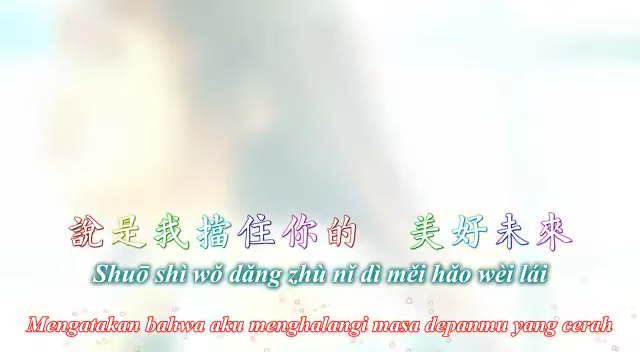 說是我擋住你的 美好未來
Shuō shì wǒ dǎng zhù nǐ dì měi hǎo wèi lái
Mengatakan bahwa aku menghalangi masa depanmu yang cerah